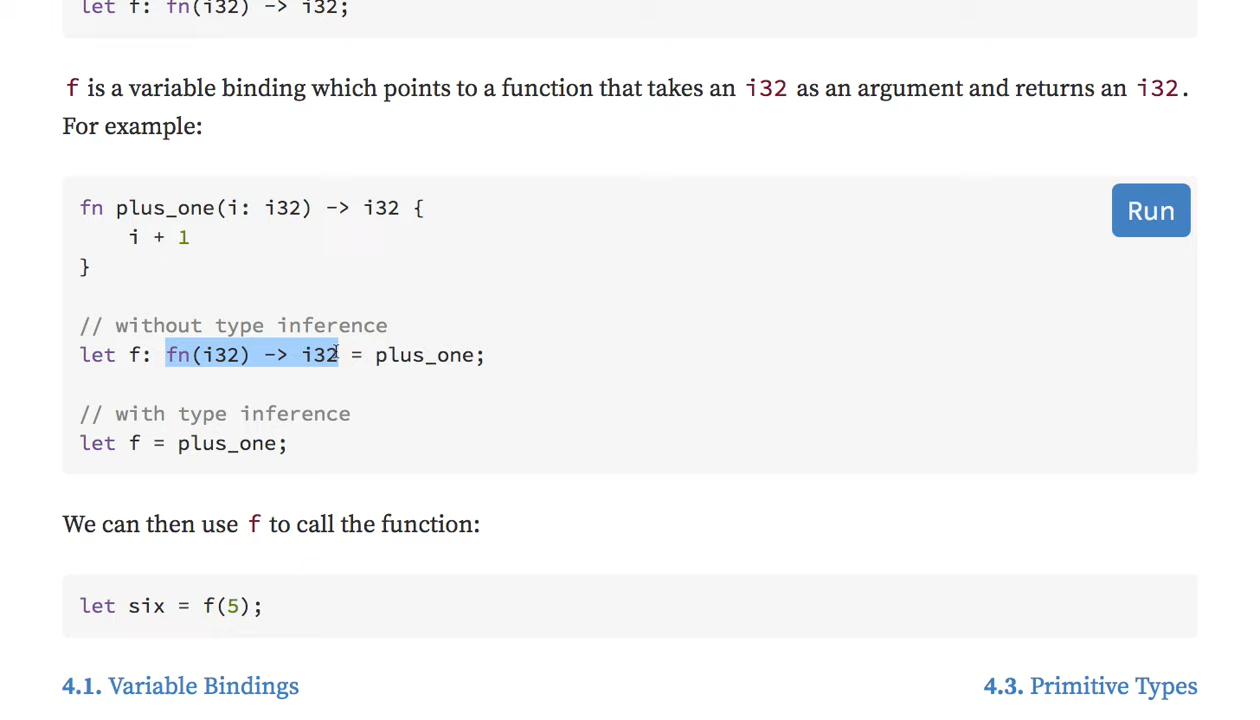 let f: fn(i32) -> i32;
f is a variable binding which points to a function that takes an i32 as an argument and returns an i32.
For example:
fn plus_one(i: i32) -> i32 {
    i + 1
}
Run
// without type inference
let f: fn(i32) -> i32 = plus_one;
// with type inference
let f = plus_one;
We can then use f to call the function:
let six = f(5);
4.1. Variable Bindings
4.3. Primitive Types